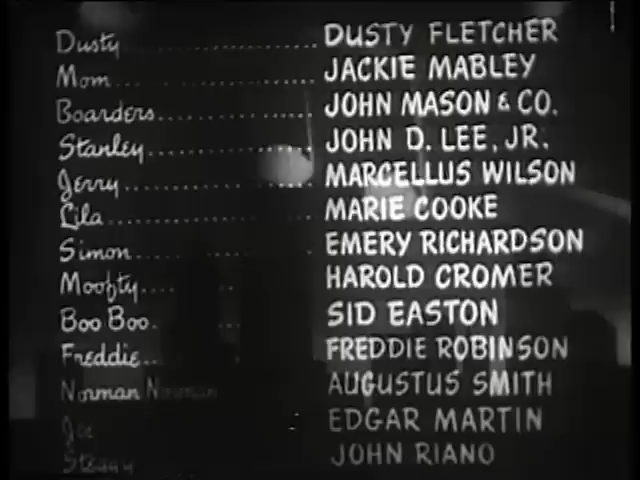 Dusty .......................... DUSTY FLETCHER
Mom .......................... JACKIE MABLEY
Boarders .................... JOHN MASON & CO.
Stanley ...................... JOHN D. LEE, JR.
Jerry .......................... MARCELLUS WILSON
Lila ............................ MARIE COOKE
Simon ........................ EMERY RICHARDSON
Moofty .... HAROLD CROMER
Boo Boo. .. SID EASTON
Freddie .. FREDDIE ROBINSON
Norman Norman AUGUSTUS SMITH
Joe EDGAR MARTIN
JOHN RIANO